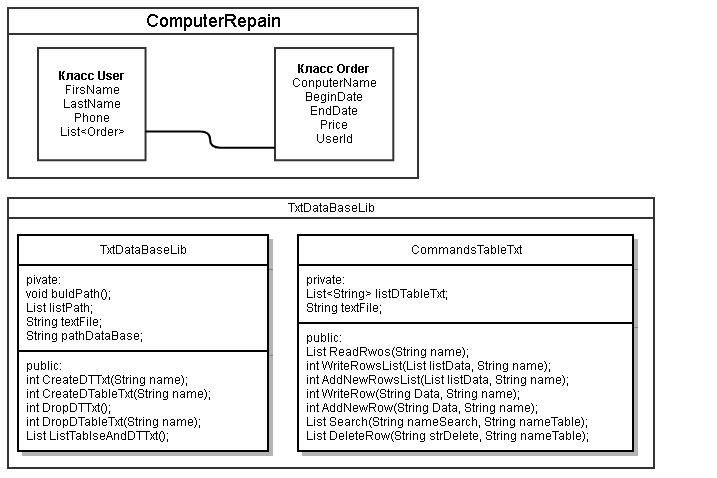 ComputerRepain
Класс User
FirsName
LastName
Phone
List<Order>
Класс Order
ConputerName
BeginDate
EndDate
Price
UserId
TxtDataBaseLib
TxtDataBaseLib
pivate:
void buldPath();
List listPath;
String textFile;
String pathDataBase;
public:
int CreateDTTxt(String name);
int CreateDTableTxt(String name);
int DropDTTxt();
int DropDTableTxt(String name);
List ListTablseAndDTTxt();
CommandsTableTxt
private:
List<String> listDTableTxt;
String textFile;
public:
List ReadRwos(String name);
int WriteRowsList(List listData, String name);
int AddNewRowsList(List listData, String name);
int WriteRow(String Data, String name);
int AddNewRow(String Data, String name);
List Search(String nameSearch, String nameTable);
List DeleteRow(String strDelete, String nameTable);